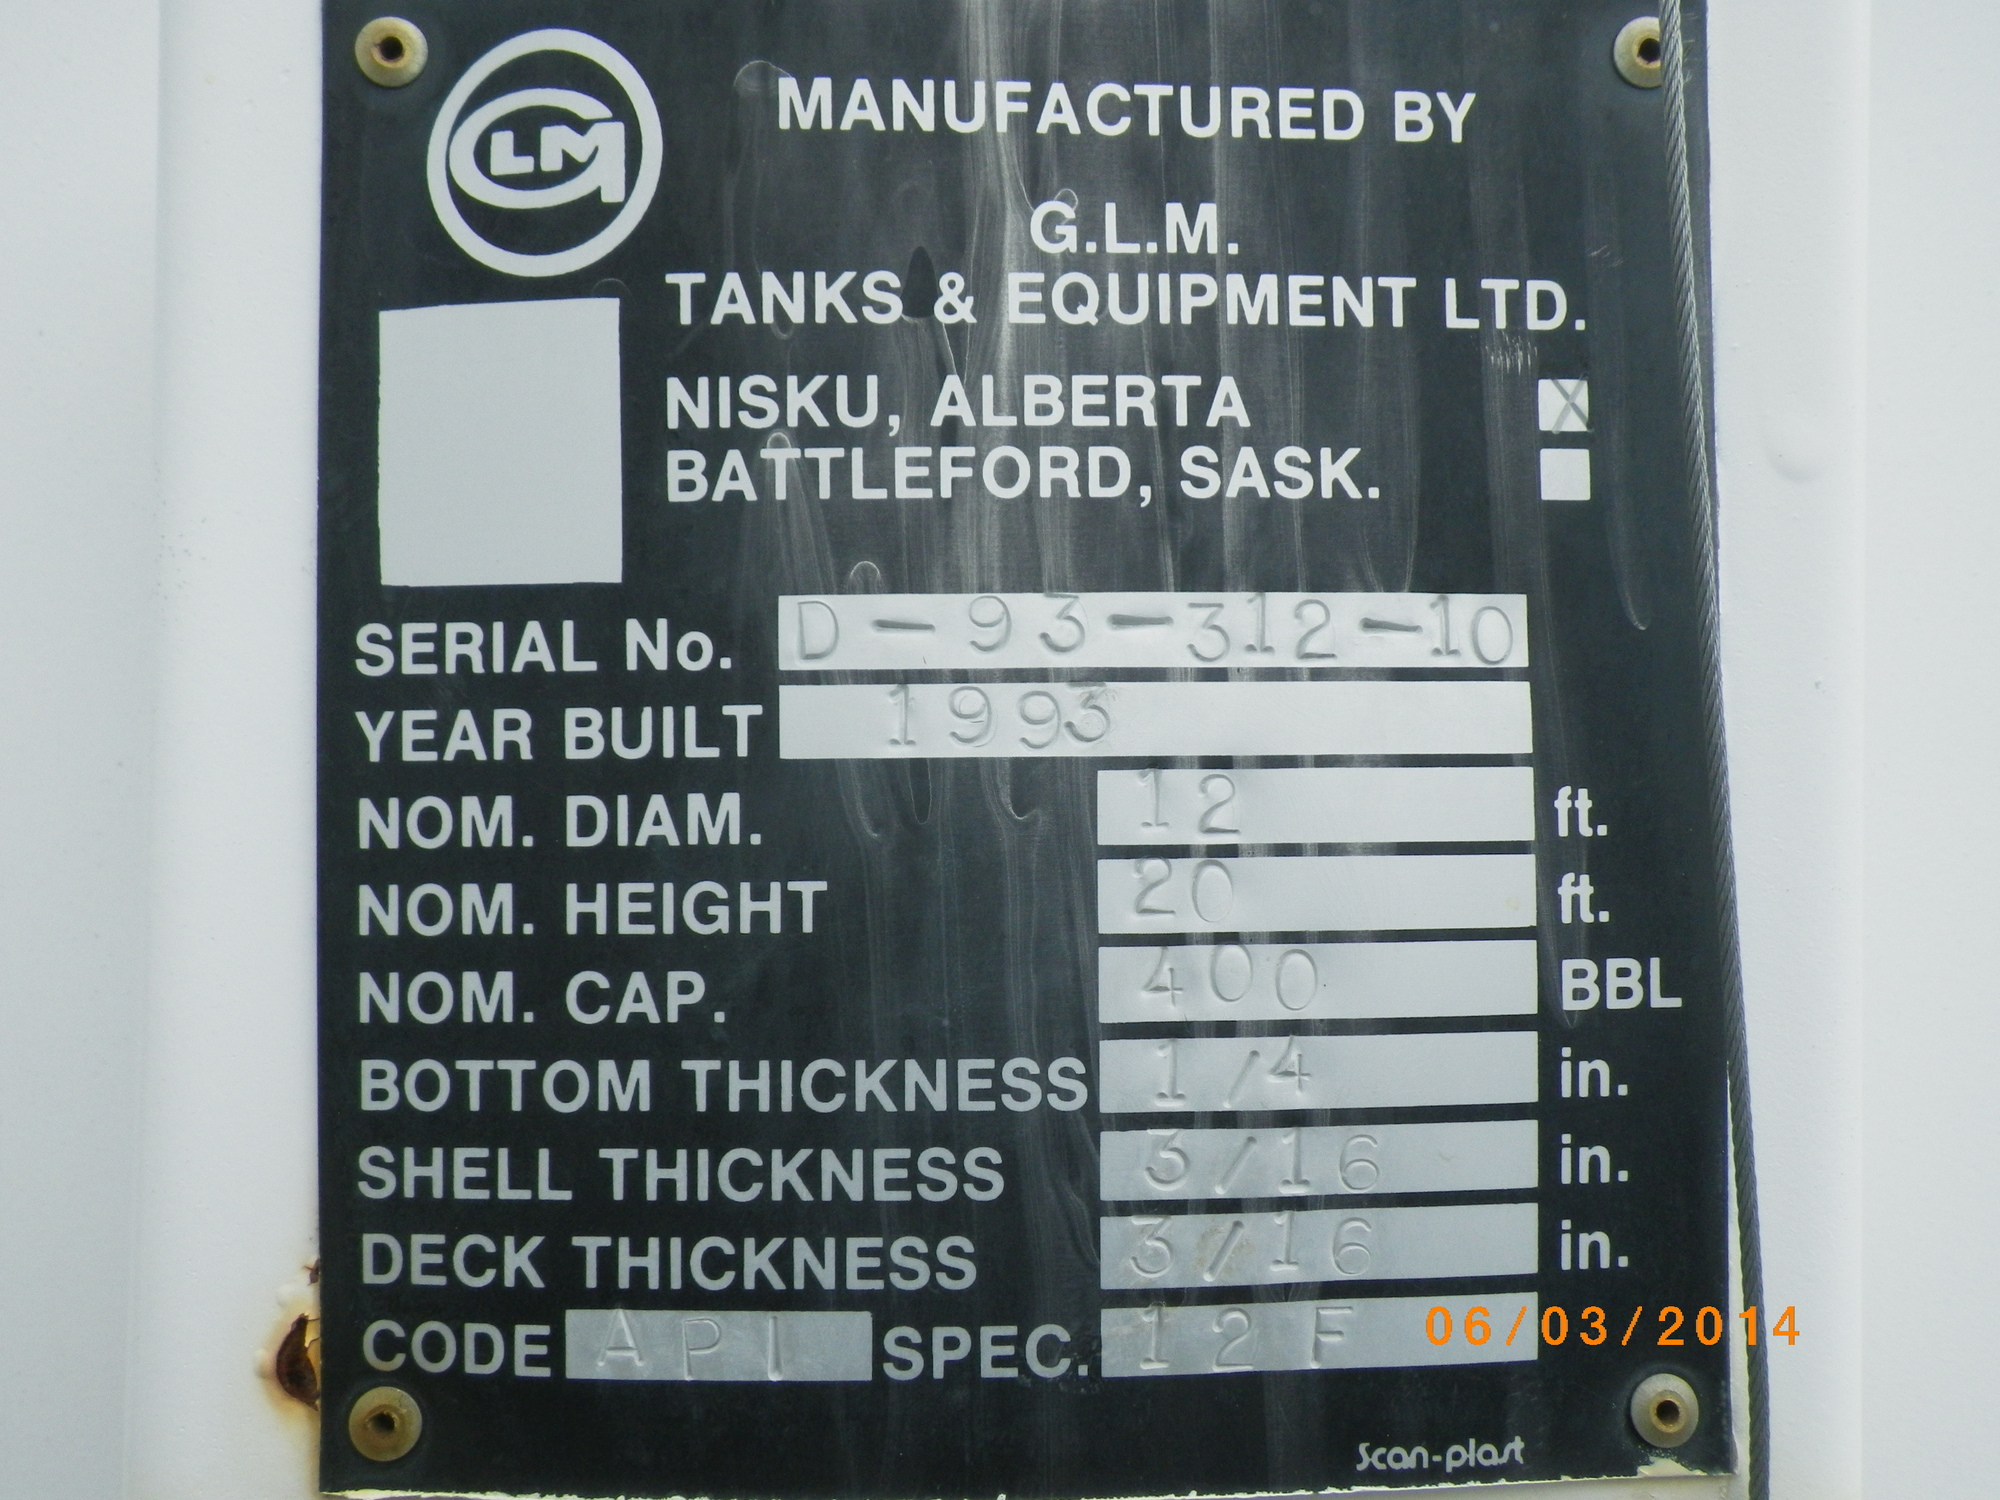 GLM
MANUFACTURED BY
G.L.M.
TANKS & EQUIPMENT LTD.
NISKU, ALBERTA X
BATTLEFORD, SASK.
SERIAL No. D-93-312-10
YEAR BUILT 1993
NOM. DIAM. 12 ft.
NOM. HEIGHT 20 ft.
NOM. CAP. 400 BBL
BOTTOM THICKNESS 1/4 in.
SHELL THICKNESS 3/16 in.
DECK THICKNESS 3/16 in.
CODE API SPEC. 12F
06/03/2014
Scan-plast